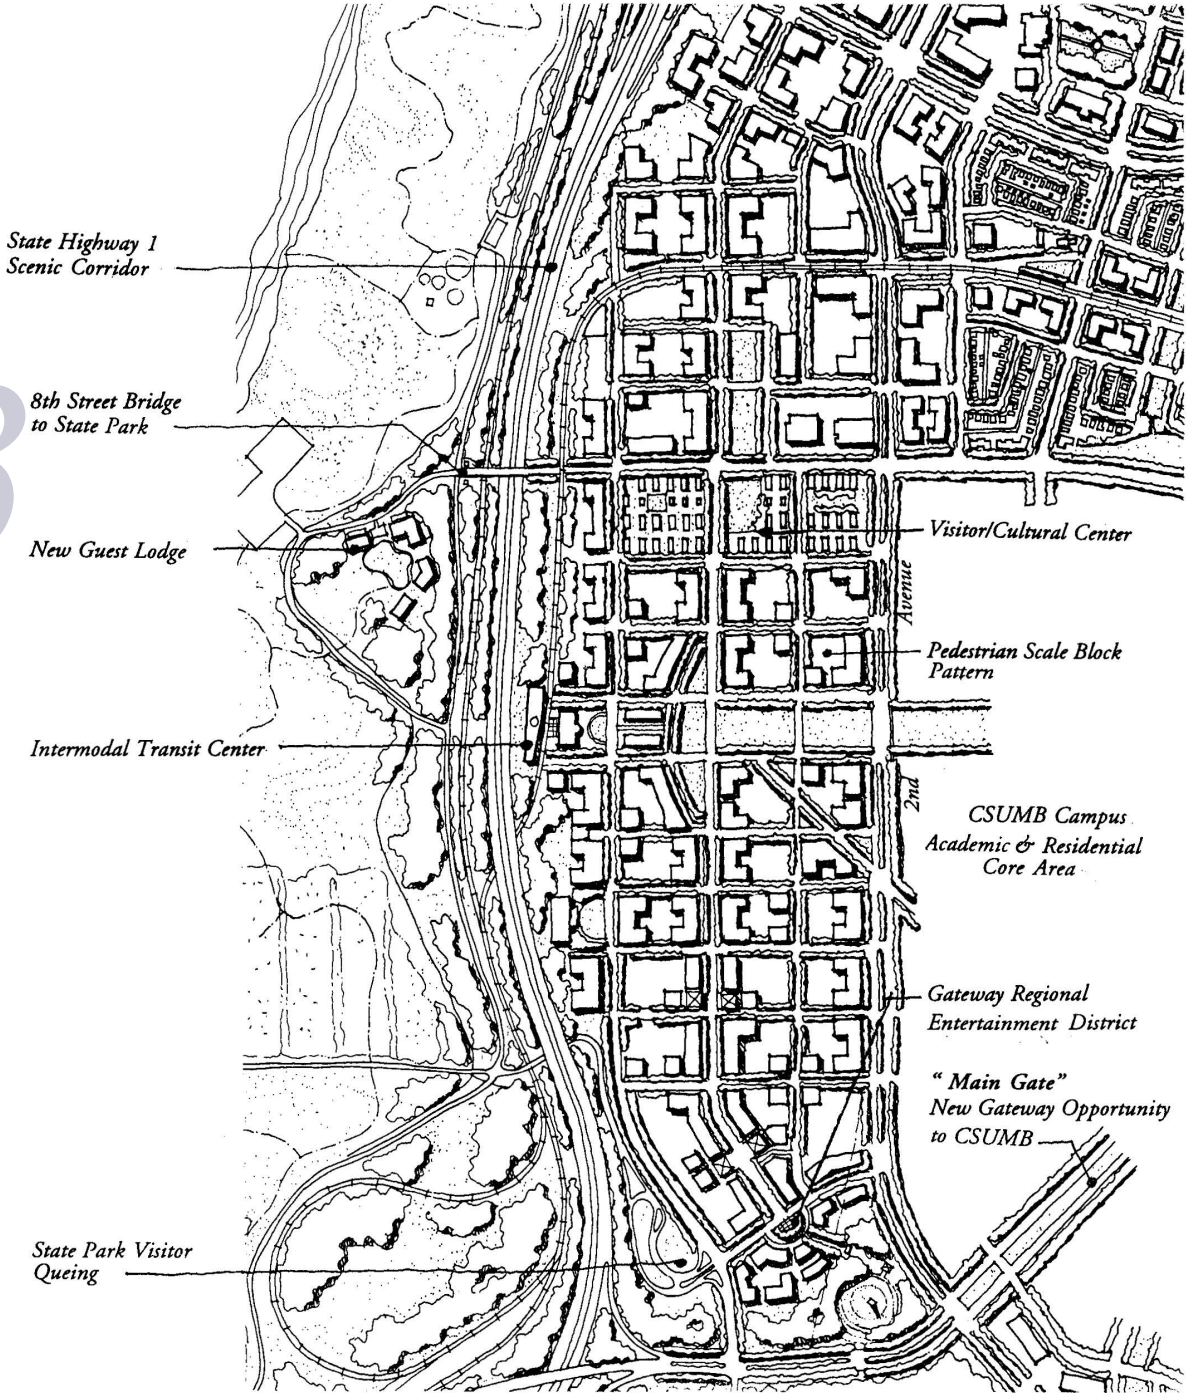 State Highway 1
Scenic Corridor
8th Street Bridge
to State Park
New Guest Lodge
Visitor/Cultural Center
Avenue
Pedestrian Scale Block
Pattern
Intermodal Transit Center
2nd
CSUMB Campus
Academic & Residential
Core Area
Gateway Regional
Entertainment District
"Main Gate"
New Gateway Opportunity
to CSUMB
State Park Visitor
Queing